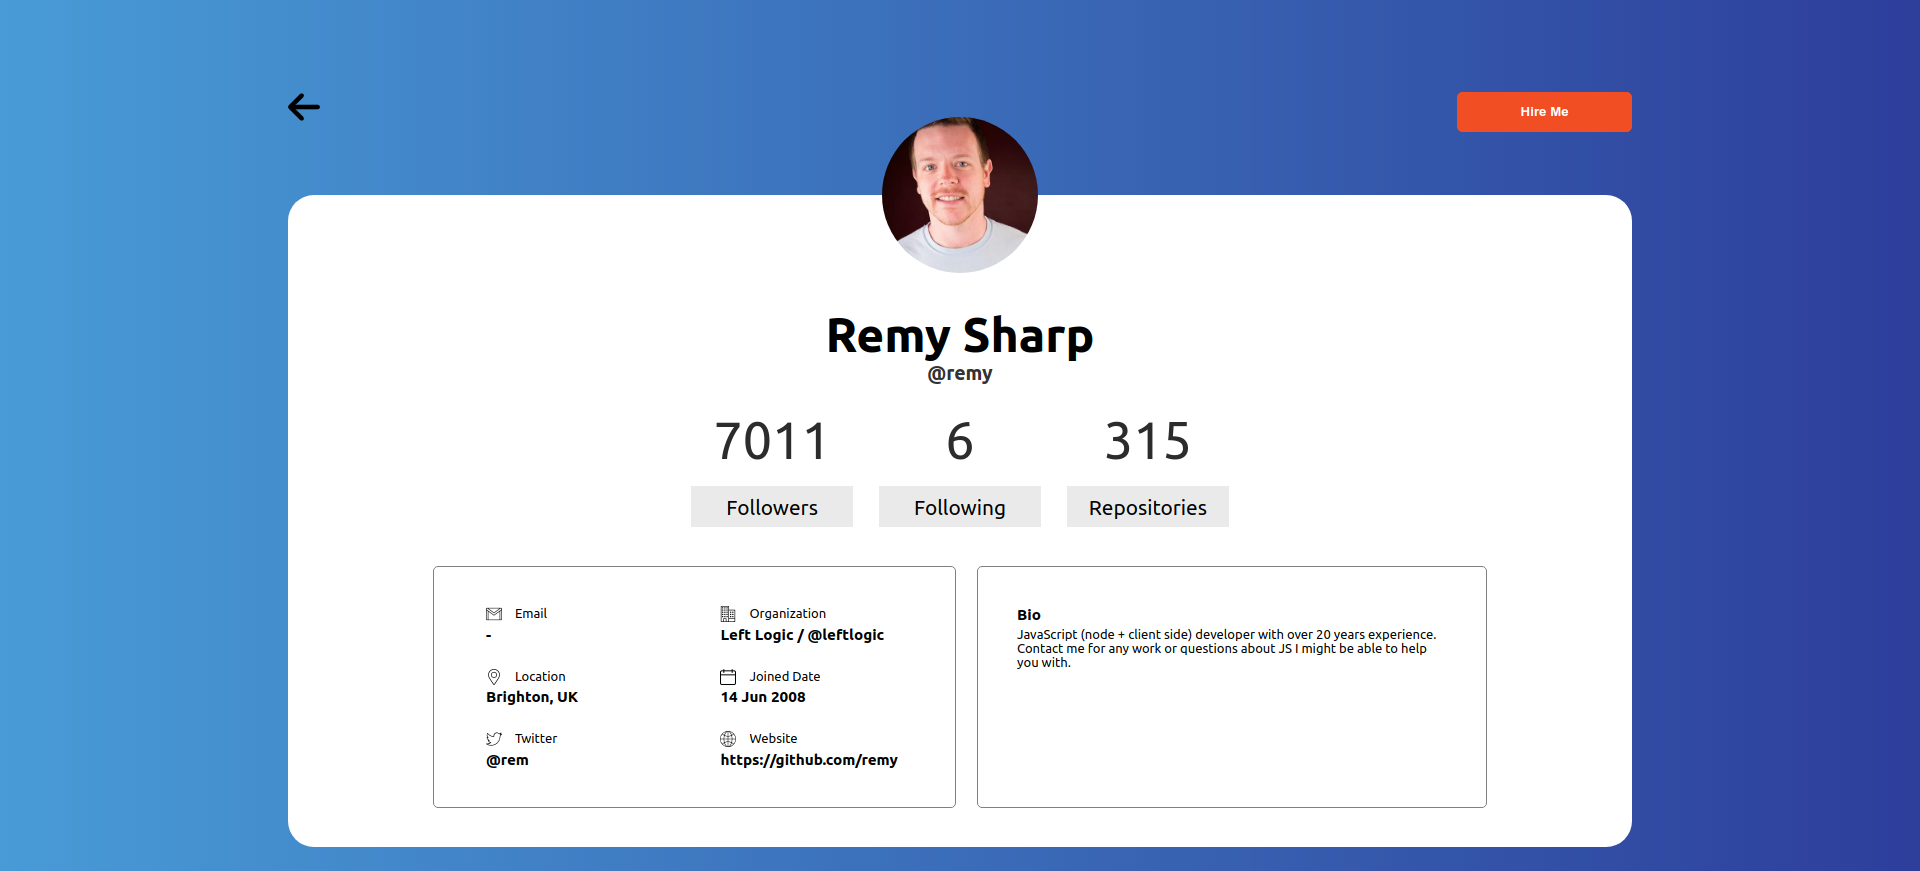 Hire Me
Remy Sharp
@remy
7011
6
315
Followers
Following
Repositories
Email
-
Organization
Left Logic / @leftlogic
Location
Brighton, UK
Joined Date
14 Jun 2008
Twitter
@rem
Website
https://github.com/remy
Bio
JavaScript (node + client side) developer with over 20 years experience.
Contact me for any work or questions about JS I might be able to help
you with.